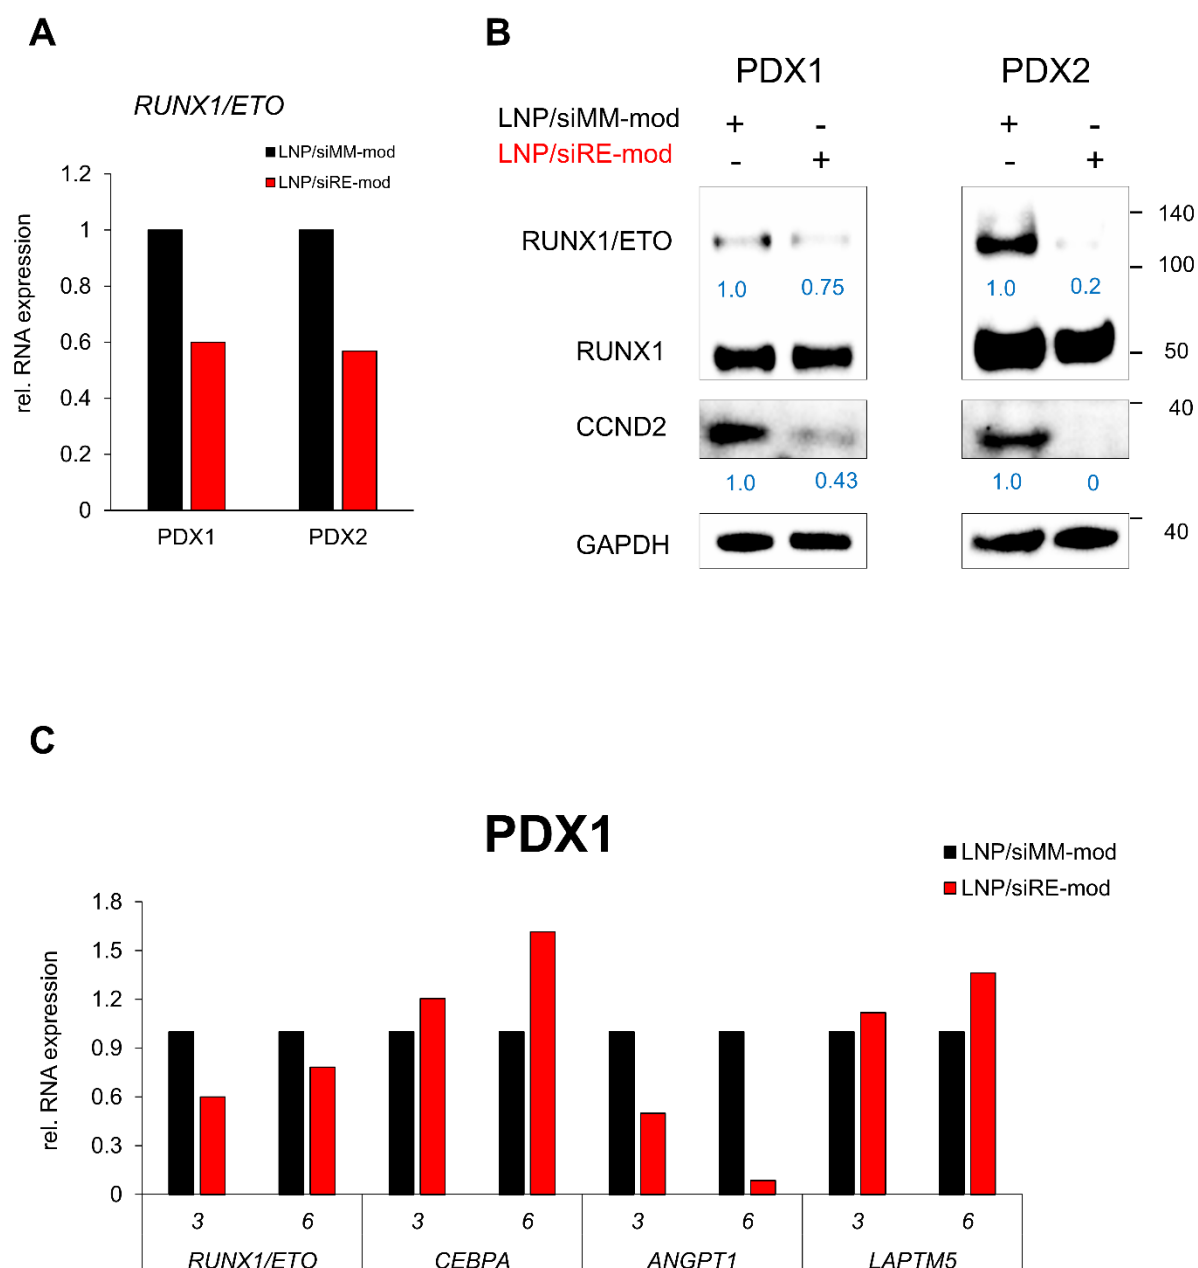 A
RUNX1/ETO
LNP/siMM-mod
LNP/siRE-mod
rel. RNA expression
1.2
1
0.8
0.6
0.4
0.2
0
PDX1 PDX2
B
PDX1 PDX2
LNP/siMM-mod + - + -
LNP/siRE-mod - + - +
RUNX1/ETO
140
100
1.0 0.75 1.0 0.2
RUNX1
50
CCND2
40
1.0 0.43 1.0 0
GAPDH
40
C
PDX1
LNP/siMM-mod
LNP/siRE-mod
rel. RNA expression
1.8
1.5
1.2
0.9
0.6
0.3
0
3 6 3 6 3 6 3 6
RUNX1/ETO CEBPA ANGPT1 LAPTM5